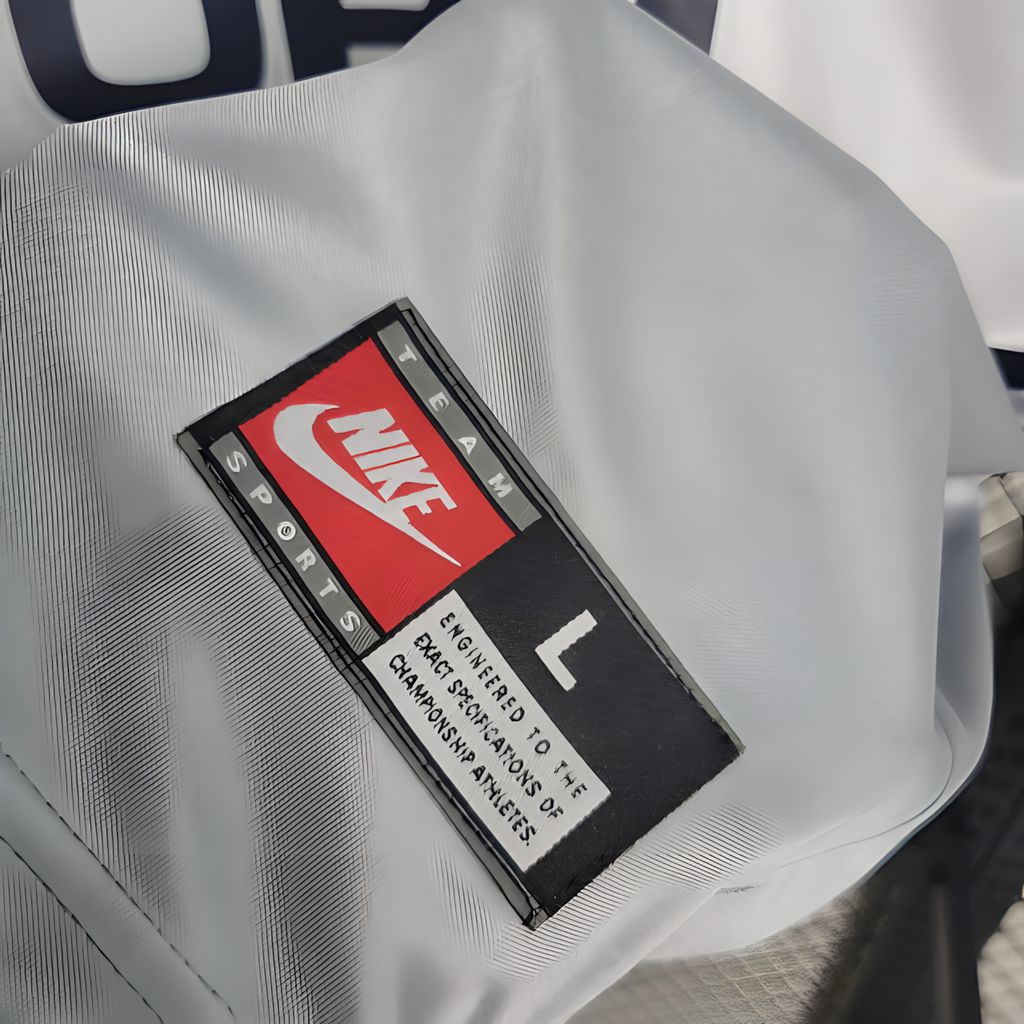 TEAM
NIKE
SPORTS
L
ENGINEERED TO THE
EXACT SPECIFICATIONS OF
CHAMPIONSHIP ATHLETES.